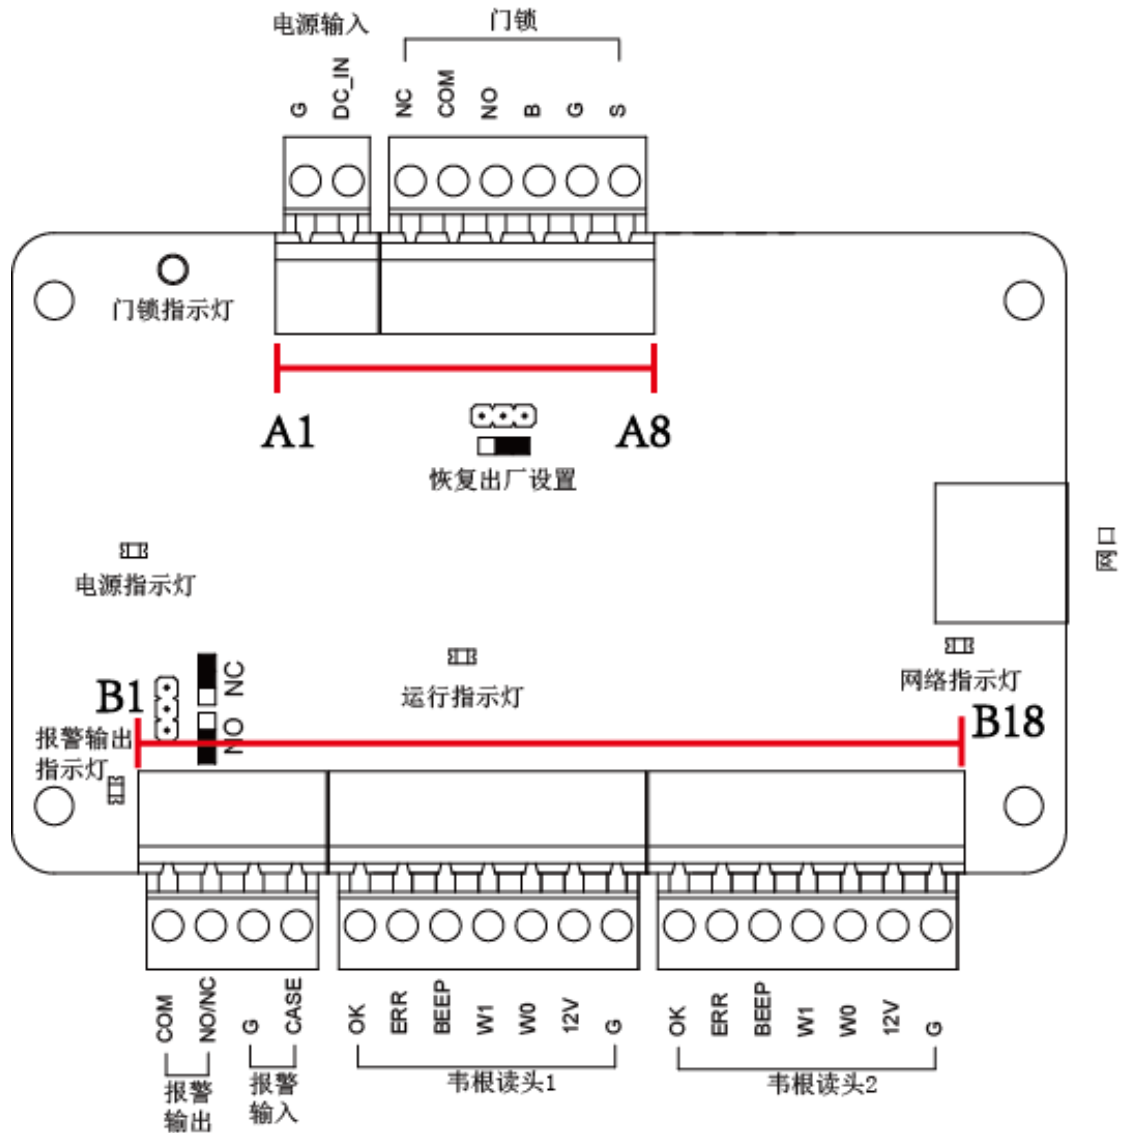 电源输入
门锁
G
DC_IN
NC
COM
NO
B
G
S
门锁指示灯
A1
A8
恢复出厂设置
网口
电源指示灯
NC
B1
运行指示灯
网络指示灯
NO
B18
报警输出
指示灯
COM
NO/NC
G
CASE
OK
ERR
BEEP
W1
W0
12V
G
OK
ERR
BEEP
W1
W0
12V
G
报警
输出
报警
输入
韦根读头1
韦根读头2